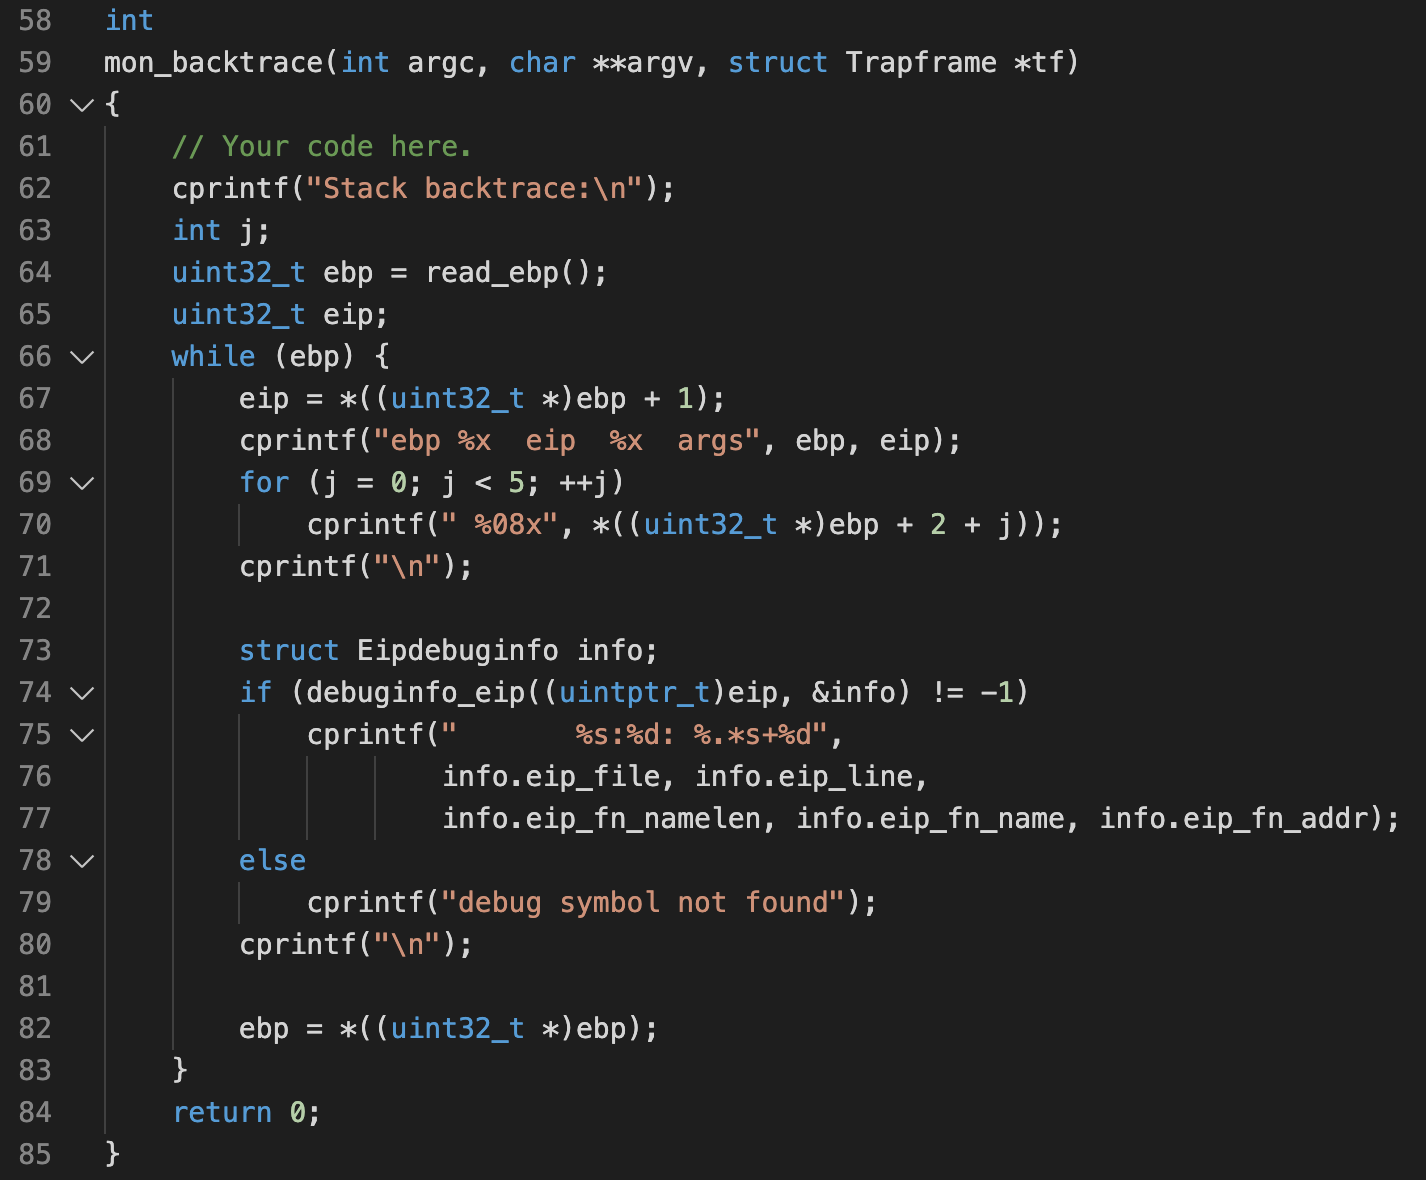 58 int
59 mon_backtrace(int argc, char **argv, struct Trapframe *tf)
60 {
61     // Your code here.
62     cprintf("Stack backtrace:\n");
63     int j;
64     uint32_t ebp = read_ebp();
65     uint32_t eip;
66     while (ebp) {
67         eip = *((uint32_t *)ebp + 1);
68         cprintf("ebp %x  eip  %x  args", ebp, eip);
69         for (j = 0; j < 5; ++j)
70             cprintf(" %08x", *((uint32_t *)ebp + 2 + j));
71         cprintf("\n");
72
73         struct Eipdebuginfo info;
74         if (debuginfo_eip((uintptr_t)eip, &info) != -1)
75             cprintf("       %s:%d: %.*s+%d",
76                     info.eip_file, info.eip_line,
77                     info.eip_fn_namelen, info.eip_fn_name, info.eip_fn_addr);
78         else
79             cprintf("debug symbol not found");
80         cprintf("\n");
81
82         ebp = *((uint32_t *)ebp);
83     }
84     return 0;
85 }